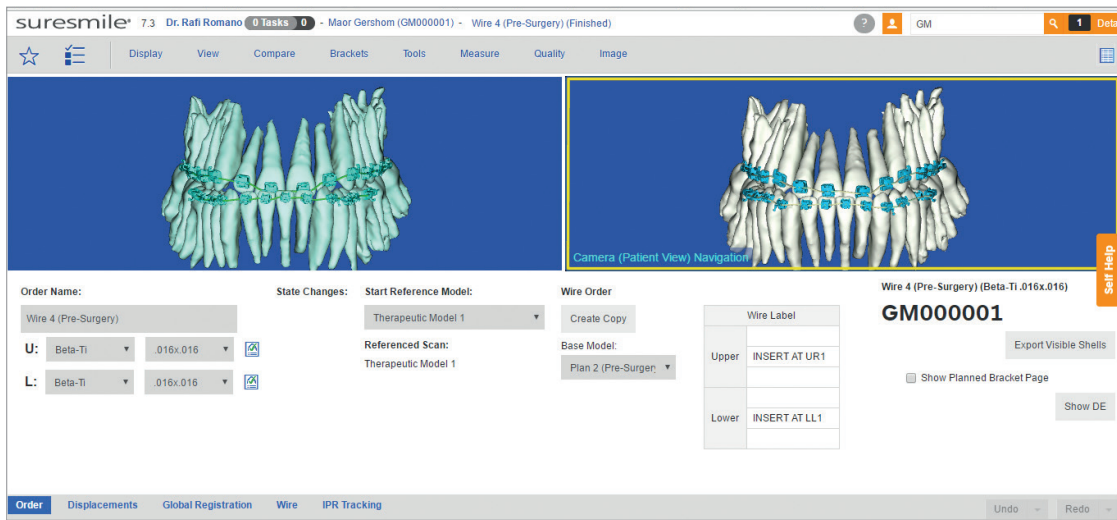 suresmile 7.3 Dr. Rafi Romano 0 Tasks 0 - Maor Gershom (GM000001) - Wire 4 (Pre-Surgery) (Finished) ? GM 1 Deta
Display View Compare Brackets Tools Measure Quality Image
Camera (Patient View) Navigation
Self Help
Order Name: State Changes: Start Reference Model: Wire Order Wire 4 (Pre-Surgery) (Beta-Ti .016x.016)
Wire 4 (Pre-Surgery) Therapeutic Model 1 Create Copy Wire Label GM000001
U: Beta-Ti .016x.016 Referenced Scan: Base Model: Export Visible Shells
Therapeutic Model 1 Plan 2 (Pre-Surger Upper INSERT AT UR1
L: Beta-Ti .016x.016 Show Planned Bracket Page
Show DE
Lower INSERT AT LL1
Order Displacements Global Registration Wire IPR Tracking Undo Redo